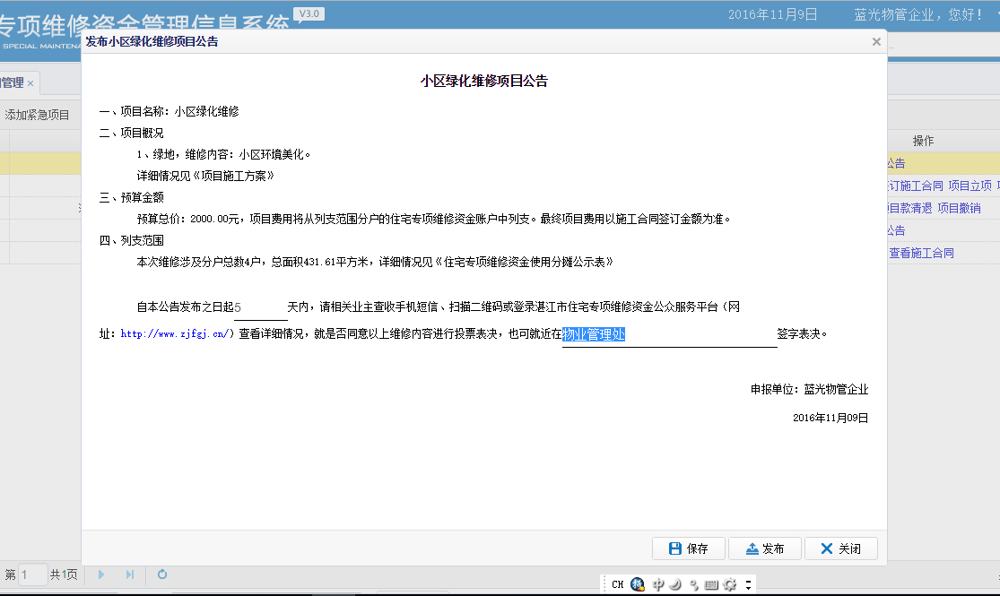 专项维修资金管理信息系统 V3.0
2016年11月9日 蓝光物管企业，您好！
SPECIAL MAINTENA
发布小区绿化维修项目公告
管理 ×
添加紧急项目
操作
公告
订施工合同 项目立项
目款清退 项目撤销
公告
查看施工合同
小区绿化维修项目公告
一、项目名称：小区绿化维修
二、项目概况
1、绿地，维修内容：小区环境美化。
详细情况见《项目施工方案》
三、预算金额
预算总价：2000.00元，项目费用将从列支范围分户的住宅专项维修资金账户中列支。最终项目费用以施工合同签订金额为准。
四、列支范围
本次维修涉及分户总数4户，总面积431.61平方米，详细情况见《住宅专项维修资金使用分摊公示表》
自本公告发布之日起5天内，请相关业主查收手机短信、扫描二维码或登录湛江市住宅专项维修资金公众服务平台（网
址：http://www.zjfgj.cn/）查看详细情况，就是否同意以上维修内容进行投票表决，也可就近在物业管理处签字表决。
申报单位：蓝光物管企业
2016年11月09日
保存 发布 关闭
第 1 共1页
CH 中